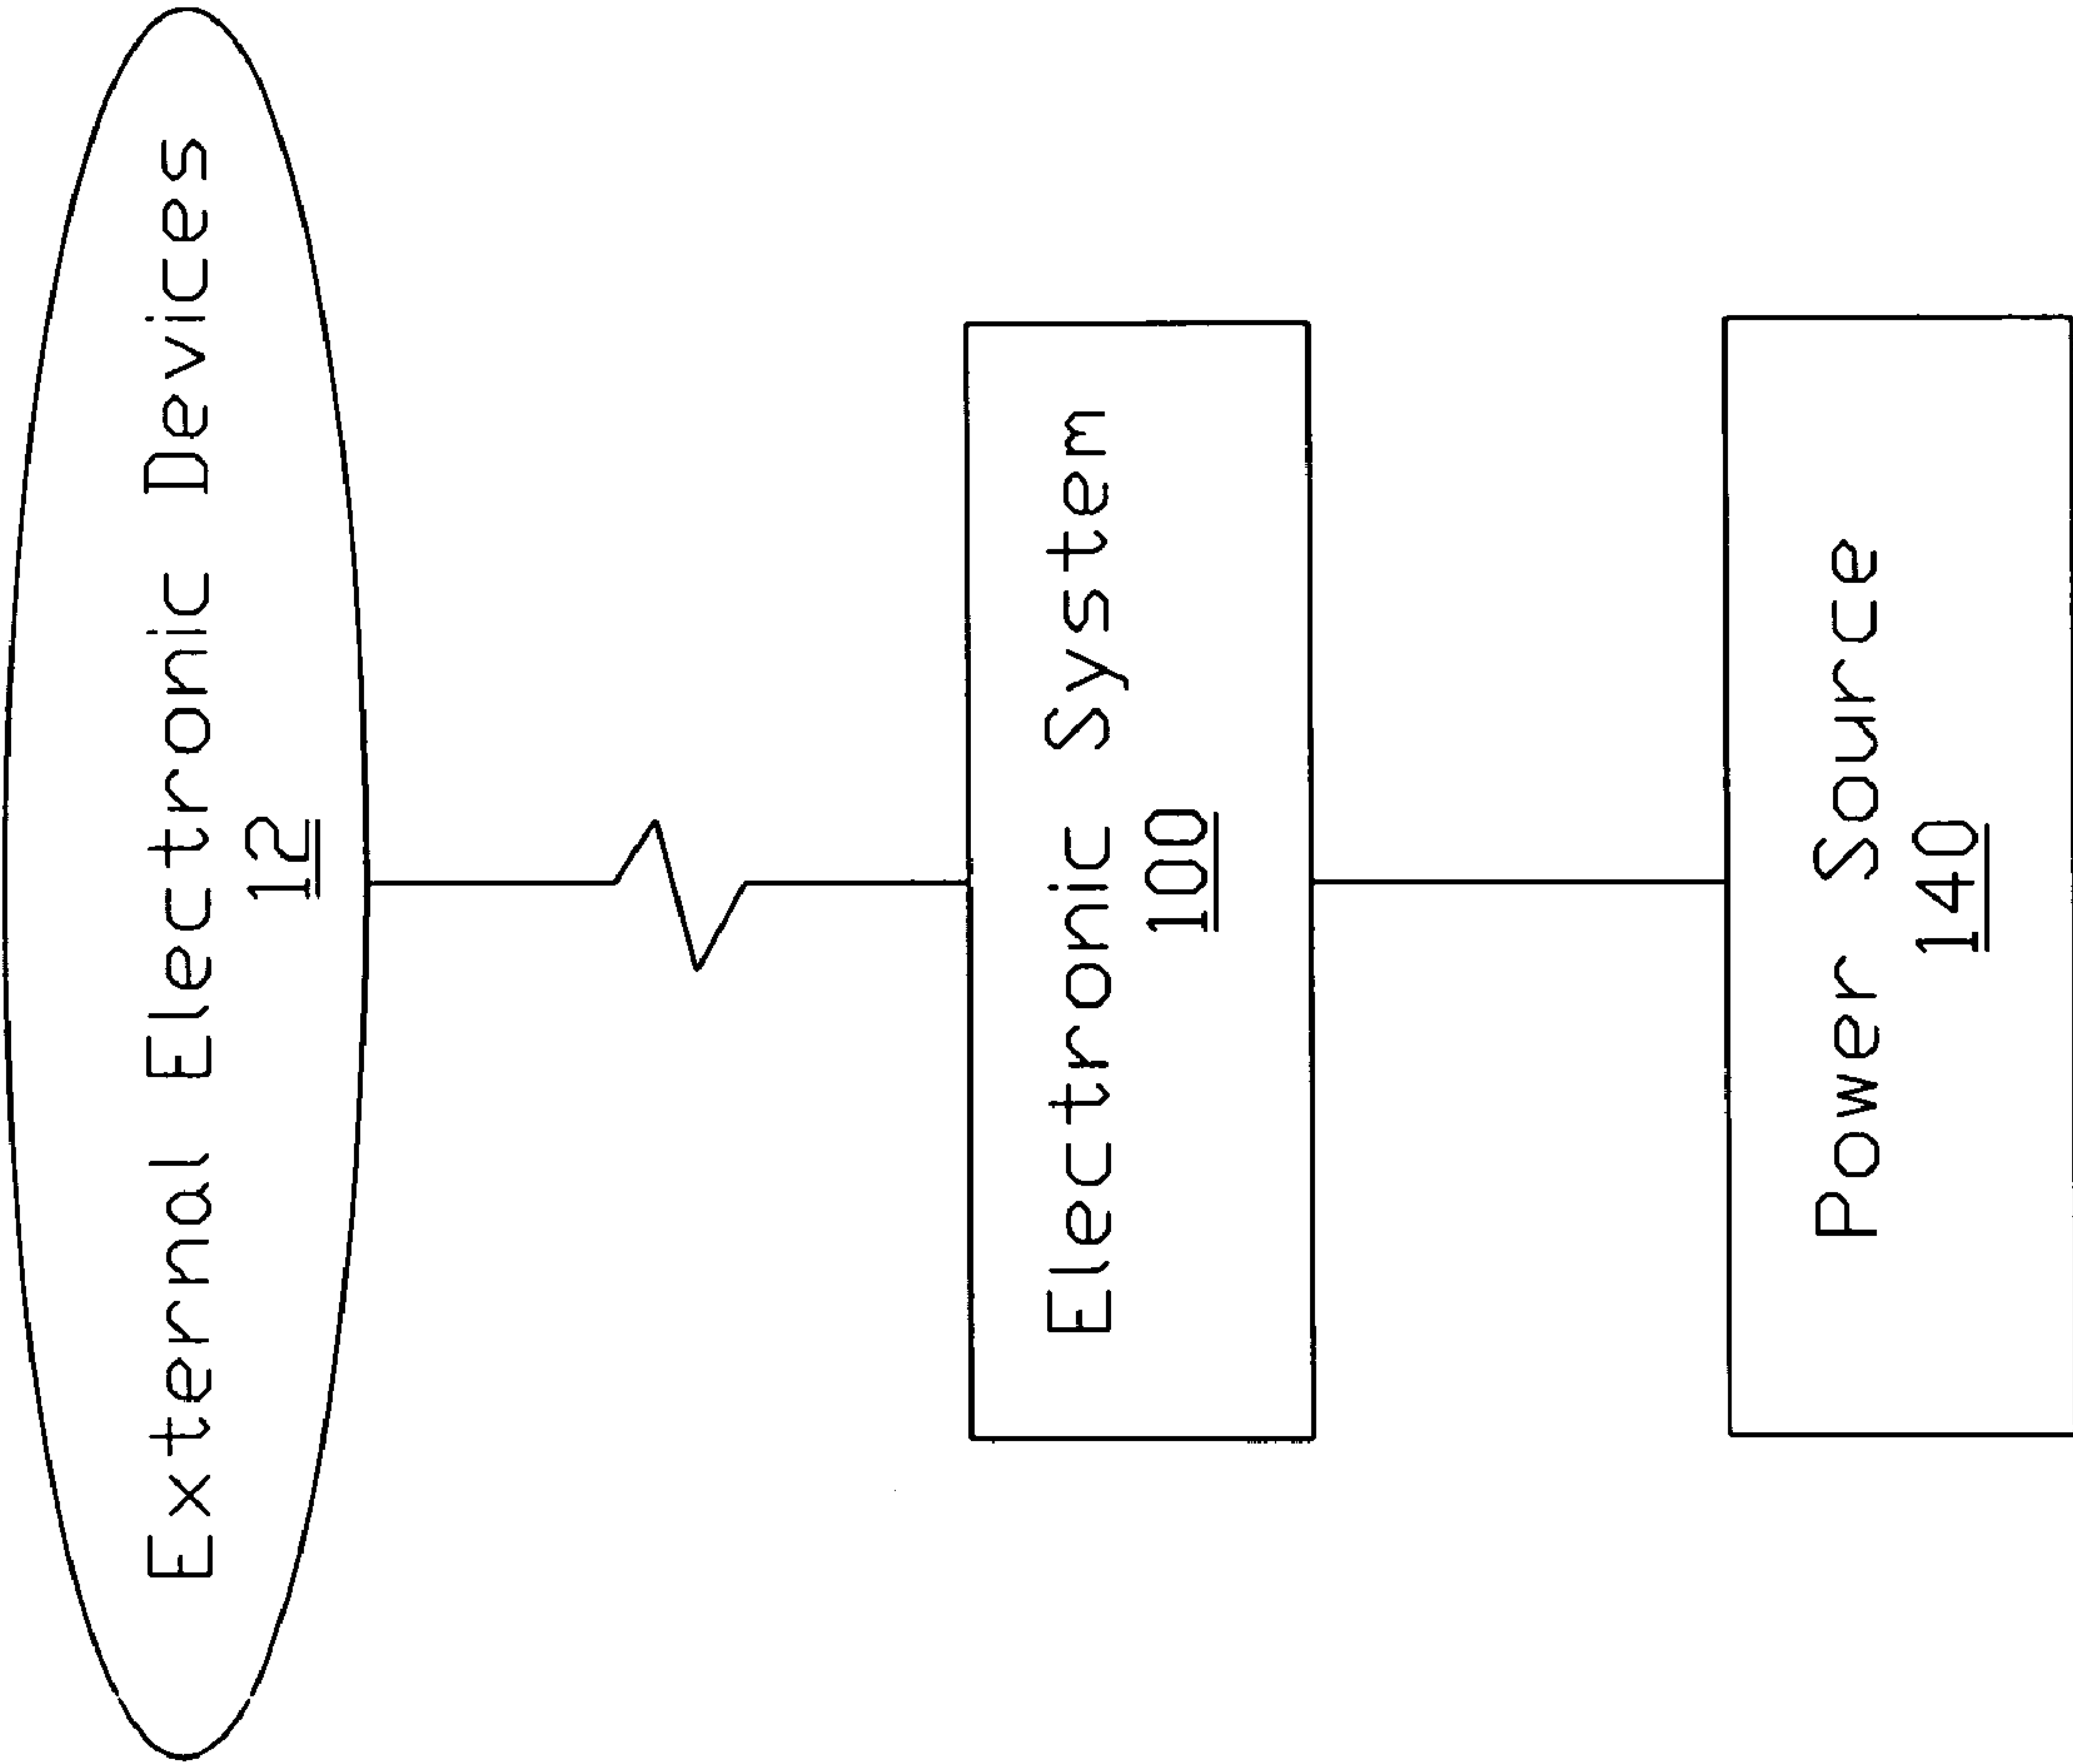 External Electronic Devices
12
Electronic System
100
Power Source
140